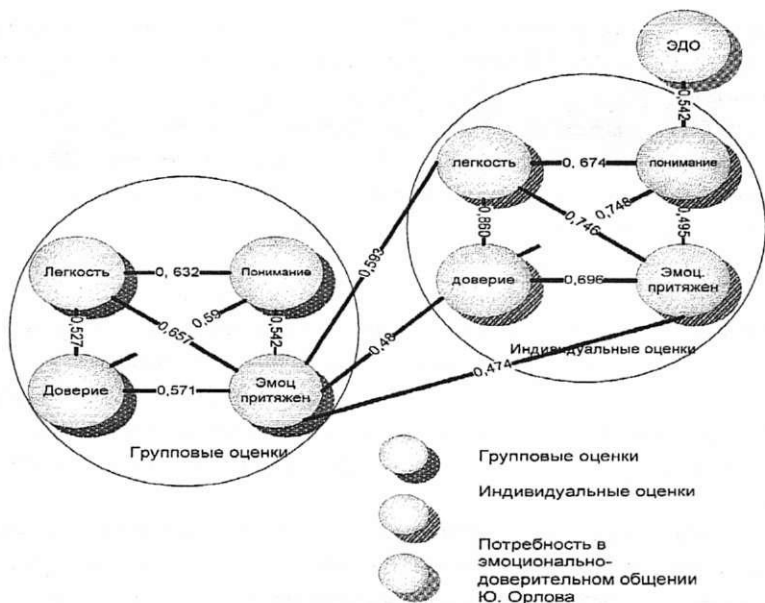 ЭДО
0,542
легкость
0, 674
понимание
0,860
0,746
0,748
0,495
доверие
0,696
Эмоц.
притяжен
Индивидуальные оценки
0,593
0,48
0,474
Легкость
0, 632
Понимание
0,527
0,657
0,59
0,542
Доверие
0,571
Эмоц
притяжен
Групповые оценки
Групповые оценки
Индивидуальные оценки
Потребность в
эмоционально-
доверительном общении
Ю. Орлова